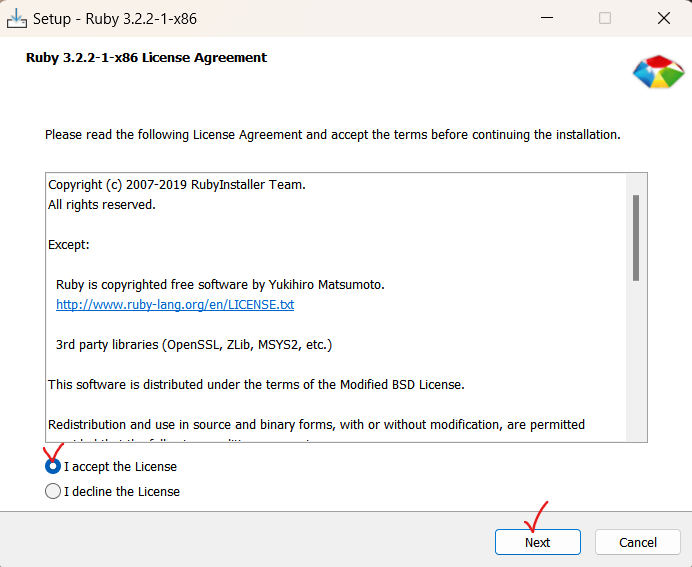 Setup - Ruby 3.2.2-1-x86
Ruby 3.2.2-1-x86 License Agreement
Please read the following License Agreement and accept the terms before continuing the installation.
Copyright (c) 2007-2019 RubyInstaller Team.
All rights reserved.
Except:
Ruby is copyrighted free software by Yukihiro Matsumoto.
http://www.ruby-lang.org/en/LICENSE.txt
3rd party libraries (OpenSSL, ZLib, MSYS2, etc.)
This software is distributed under the terms of the Modified BSD License.
Redistribution and use in source and binary forms, with or without modification, are permitted
I accept the License
I decline the License
Next
Cancel